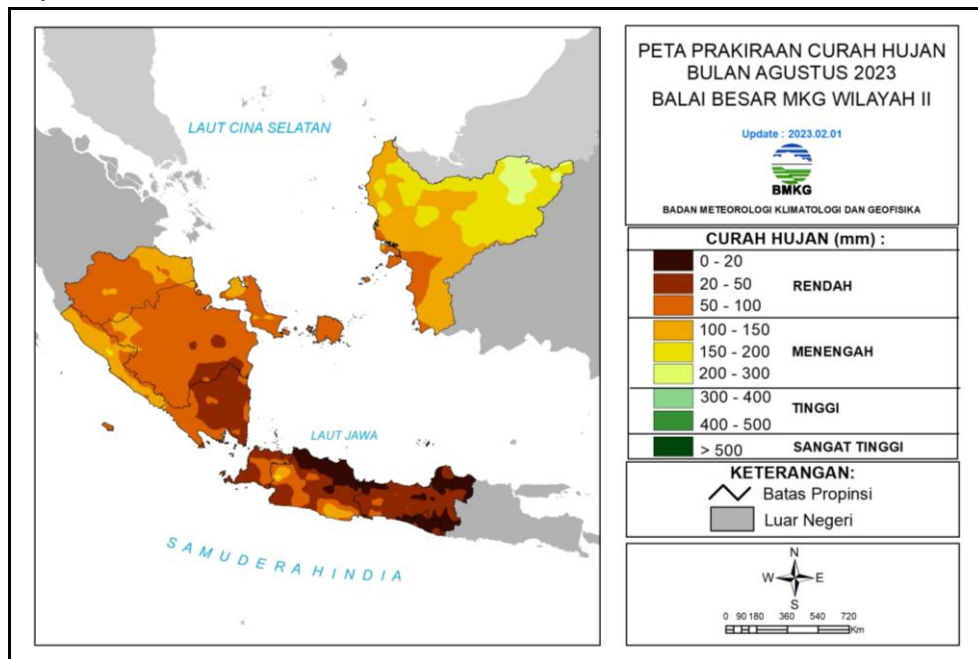 LAUT CINA SELATAN
LAUT JAWA
SAMUDERA HINDIA
PETA PRAKIRAAN CURAH HUJAN
BULAN AGUSTUS 2023
BALAI BESAR MKG WILAYAH II
Update : 2023.02.01
BMKG
BADAN METEOROLOGI KLIMATOLOGI DAN GEOFISIKA
CURAH HUJAN (mm) :
0 - 20
20 - 50
50 - 100
RENDAH
100 - 150
150 - 200
200 - 300
MENENGAH
300 - 400
400 - 500
TINGGI
> 500
SANGAT TINGGI
KETERANGAN:
Batas Propinsi
Luar Negeri
N
W E
S
0 90 180 360 540 720
Km